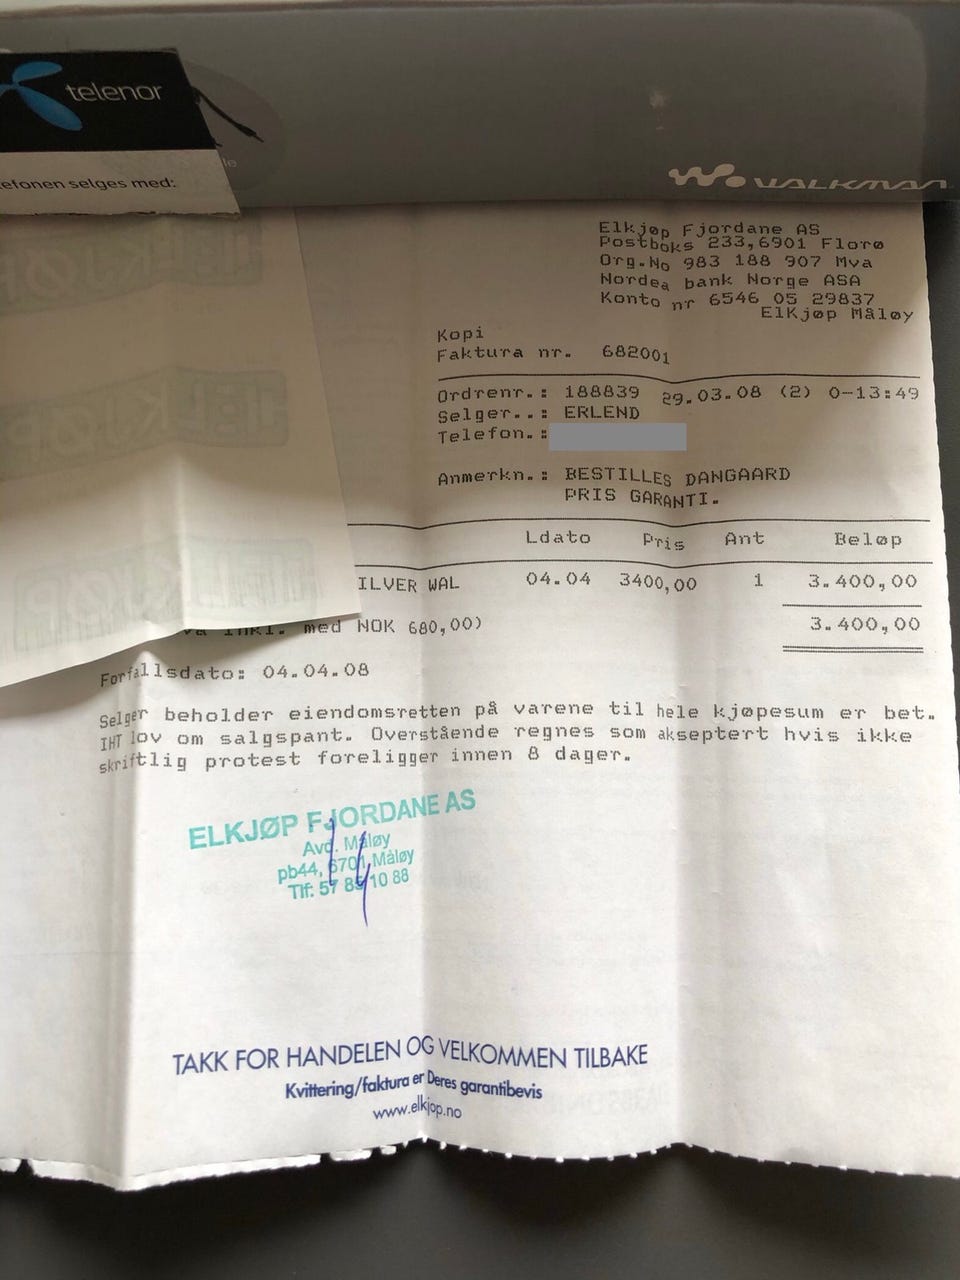 telenor
efonen selges med:
WALKMAN
Elkjøp Fjordane AS
Postboks 233,6901 Florø
Org.No 983 188 907 Mva
Nordea bank Norge ASA
Konto nr 6546 05 29837
ElKjøp Måløy
Kopi
Faktura nr. 682001
Ordrenr.: 188839 29.03.08 (2) 0-13:49
Selger..: ERLEND
Telefon.:
Anmerkn.: BESTILLES DANGAARD
PRIS GARANTI.
Ldato Pris Ant Beløp
ILVER WAL 04.04 3400,00 1 3.400,00
va inkl. med NOK 680,00) 3.400,00
Forfallsdato: 04.04.08
Selger beholder eiendomsretten på varene til hele kjøpesum er bet.
IHT lov om salgspant. Overstående regnes som akseptert hvis ikke
skriftlig protest foreligger innen 8 dager.
ELKJØP FJORDANE AS
Avd. Måløy
pb44, 6701 Måløy
Tlf: 57 85 10 88
TAKK FOR HANDELEN OG VELKOMMEN TILBAKE
Kvittering/faktura er Deres garantibevis
www.elkjop.no